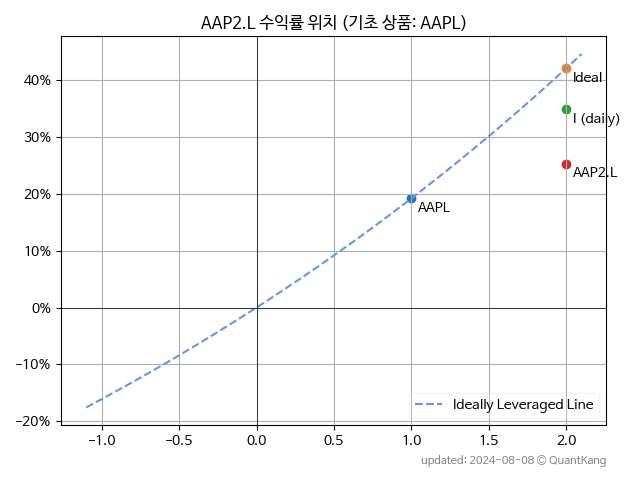 AAP2.L 수익률 위치 (기초 상품: AAPL)
40%
30%
20%
10%
0%
−10%
−20%
Ideal
I (daily)
AAP2.L
AAPL
Ideally Leveraged Line
−1.0 −0.5 0.0 0.5 1.0 1.5 2.0
updated: 2024-08-08 © QuantKang